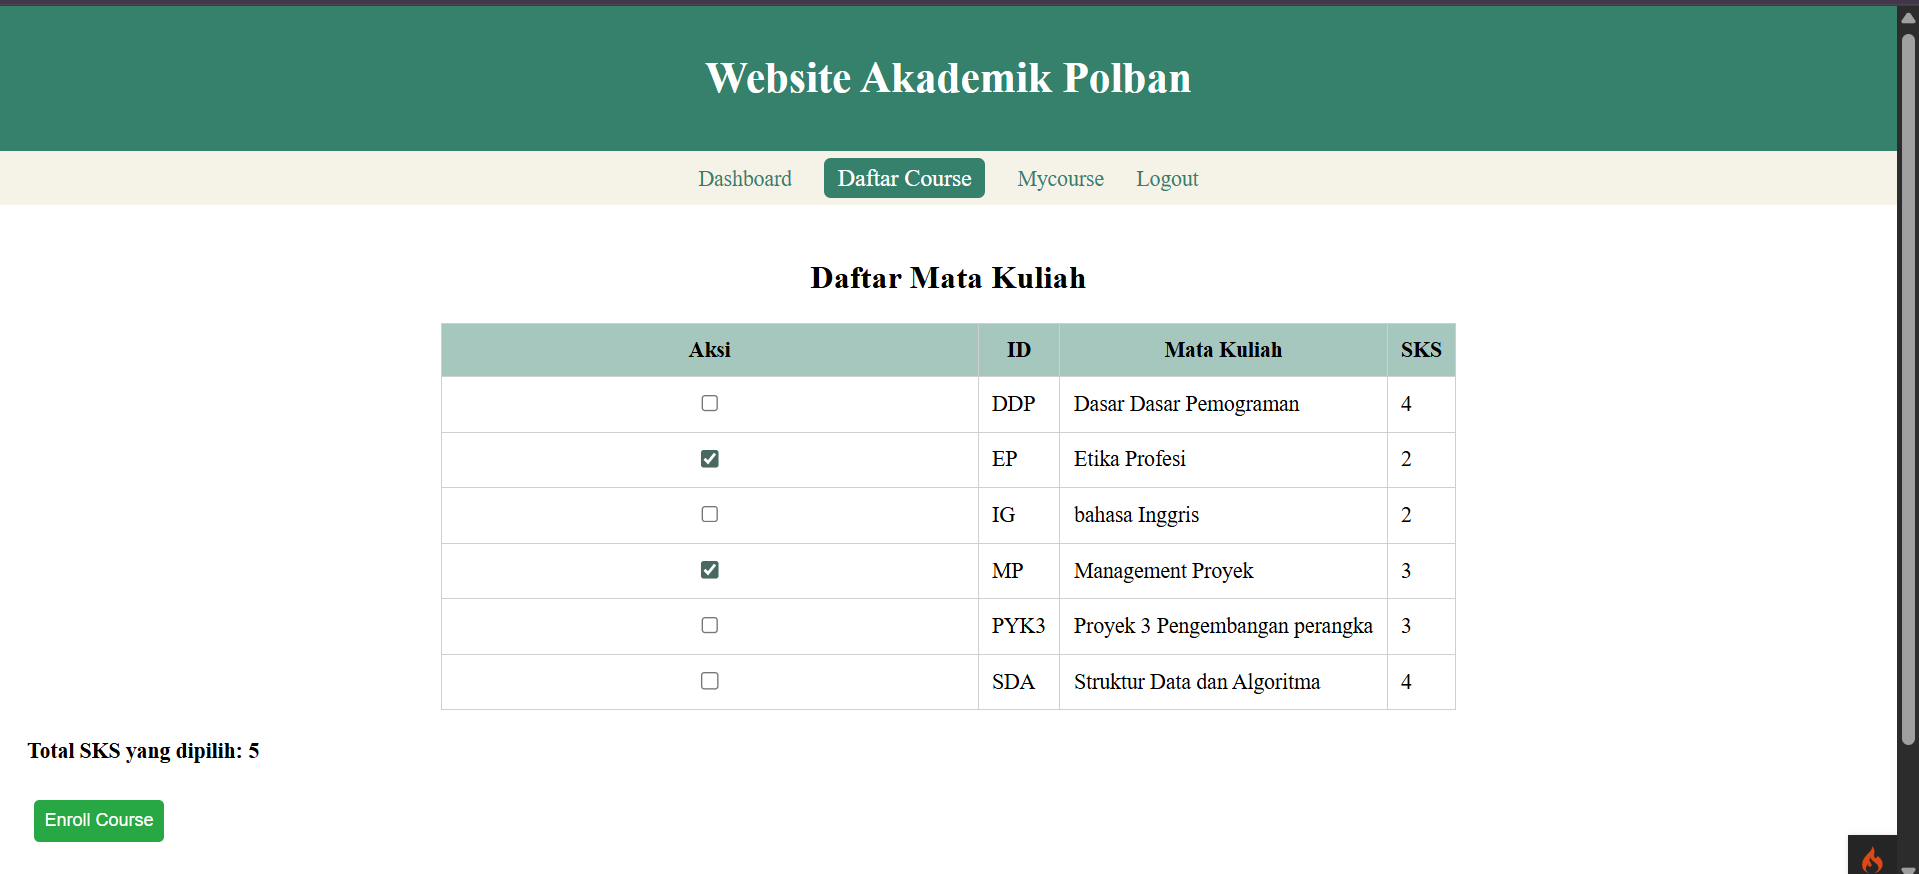 Website Akademik Polban
Dashboard Daftar Course Mycourse Logout
Daftar Mata Kuliah
Aksi ID Mata Kuliah SKS
DDP Dasar Dasar Pemograman 4
EP Etika Profesi 2
IG bahasa Inggris 2
MP Management Proyek 3
PYK3 Proyek 3 Pengembangan perangka 3
SDA Struktur Data dan Algoritma 4
Total SKS yang dipilih: 5
Enroll Course